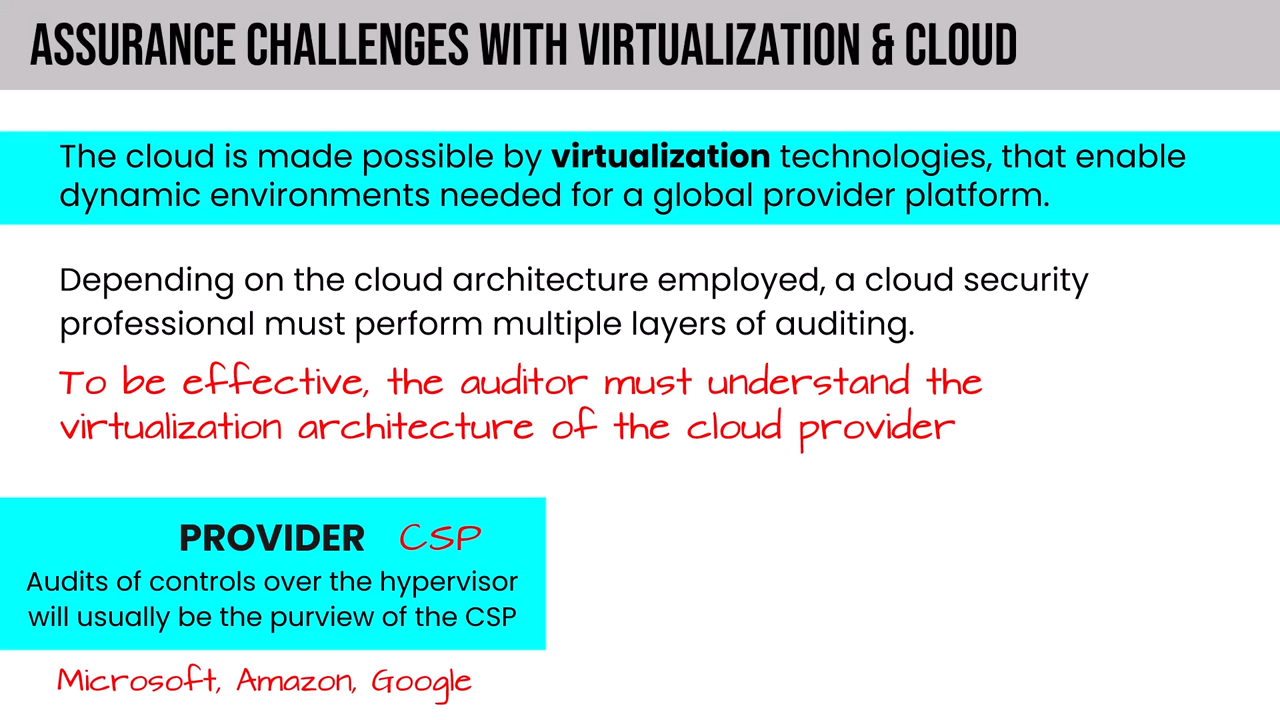 ASSURANCE CHALLENGES WITH VIRTUALIZATION & CLOUD
The cloud is made possible by virtualization technologies, that enable
dynamic environments needed for a global provider platform.
Depending on the cloud architecture employed, a cloud security
professional must perform multiple layers of auditing.
To be effective, the auditor must understand the
virtualization architecture of the cloud provider
PROVIDER CSP
Audits of controls over the hypervisor
will usually be the purview of the CSP
Microsoft, Amazon, Google